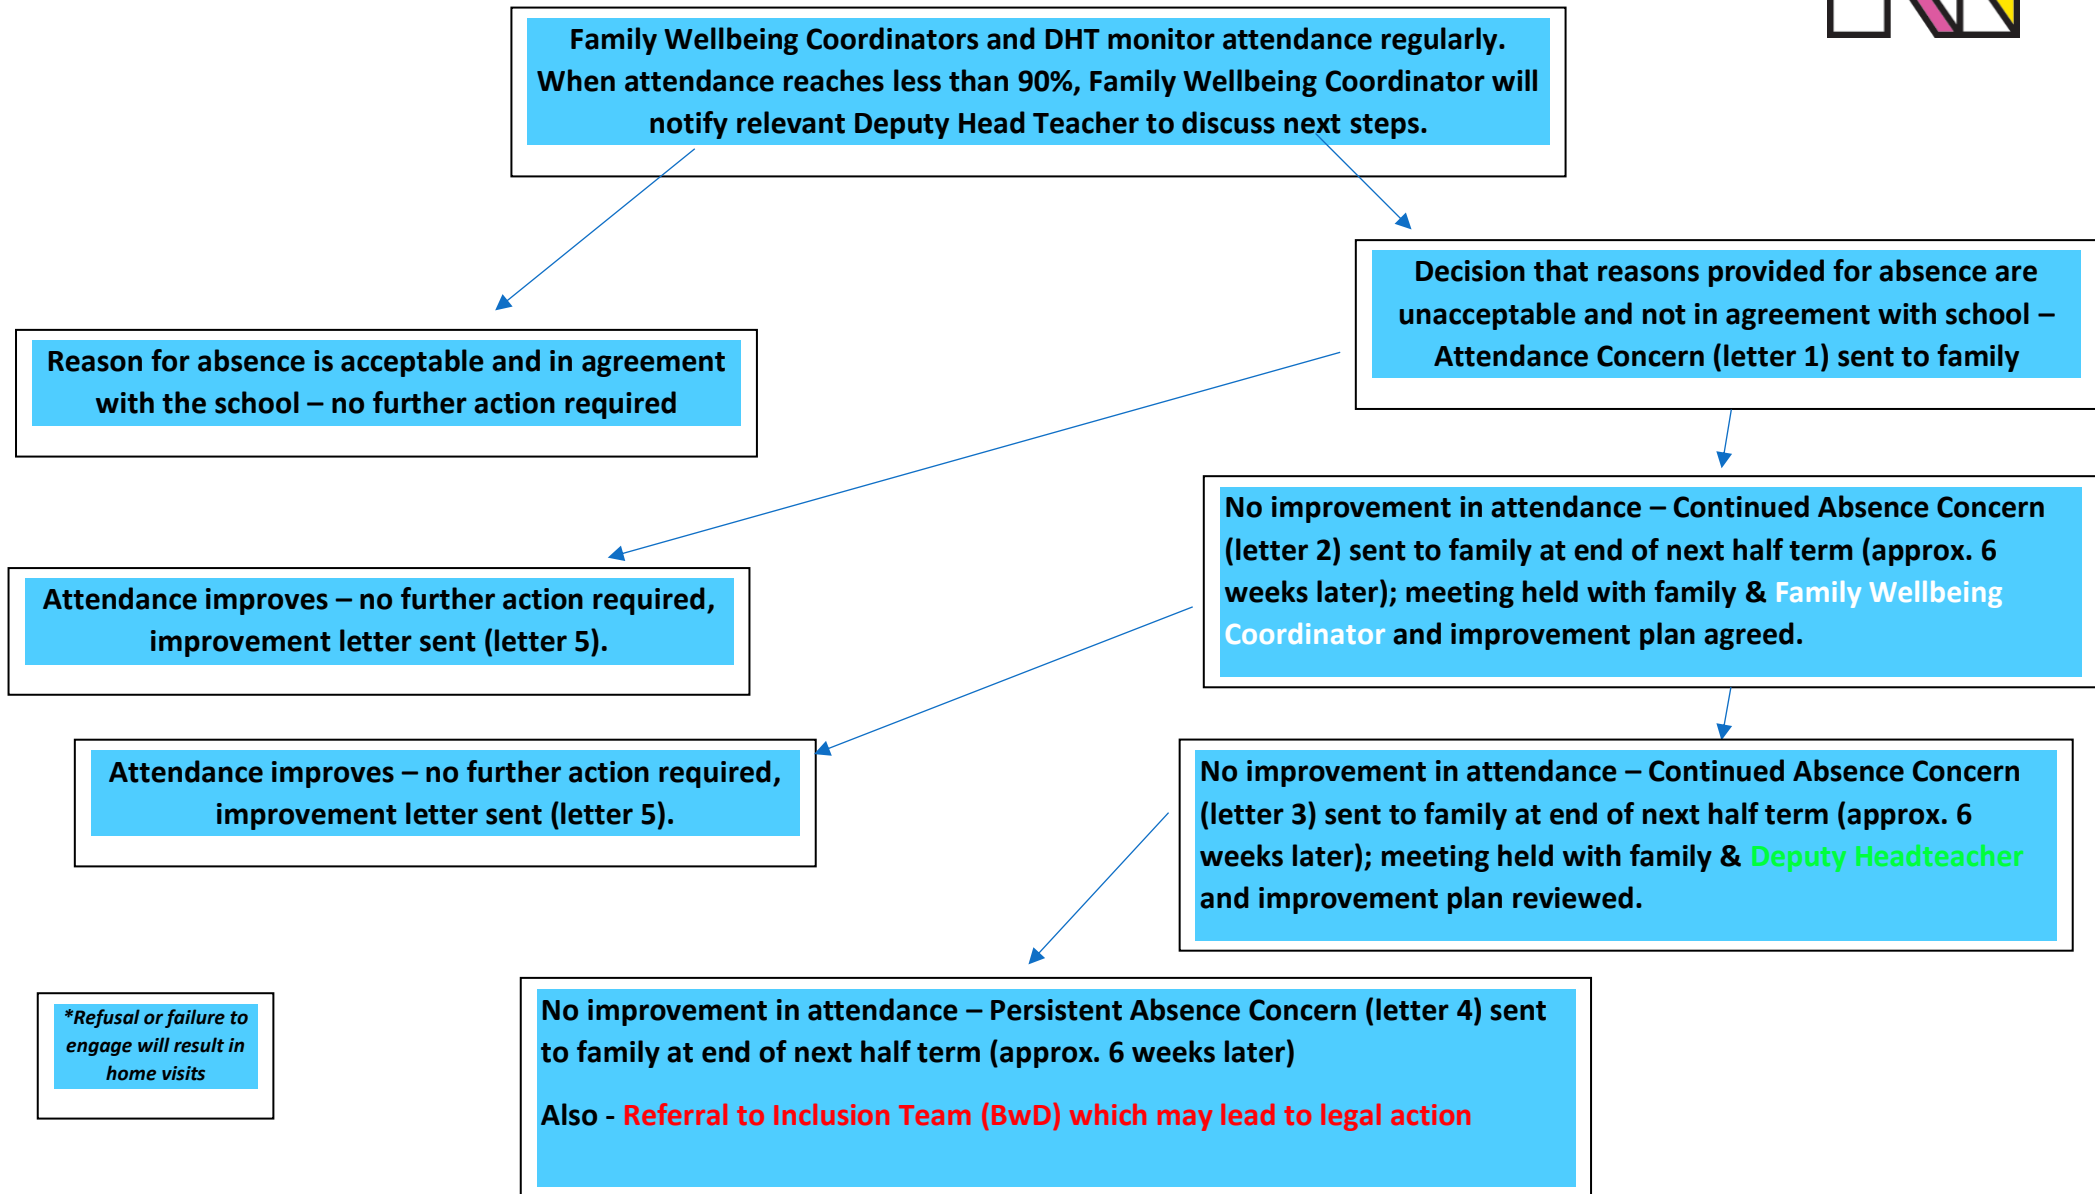 Family Wellbeing Coordinators and DHT monitor attendance regularly.
When attendance reaches less than 90%, Family Wellbeing Coordinator will
notify relevant Deputy Head Teacher to discuss next steps.
Decision that reasons provided for absence are
unacceptable and not in agreement with school –
Attendance Concern (letter 1) sent to family
Reason for absence is acceptable and in agreement
with the school – no further action required
No improvement in attendance – Continued Absence Concern
(letter 2) sent to family at end of next half term (approx. 6
weeks later); meeting held with family & Family Wellbeing
Coordinator and improvement plan agreed.
Attendance improves – no further action required,
improvement letter sent (letter 5).
Attendance improves – no further action required,
improvement letter sent (letter 5).
No improvement in attendance – Continued Absence Concern
(letter 3) sent to family at end of next half term (approx. 6
weeks later); meeting held with family & Deputy Headteacher
and improvement plan reviewed.
No improvement in attendance – Persistent Absence Concern (letter 4) sent
to family at end of next half term (approx. 6 weeks later)
Also - Referral to Inclusion Team (BwD) which may lead to legal action
*Refusal or failure to
engage will result in
home visits